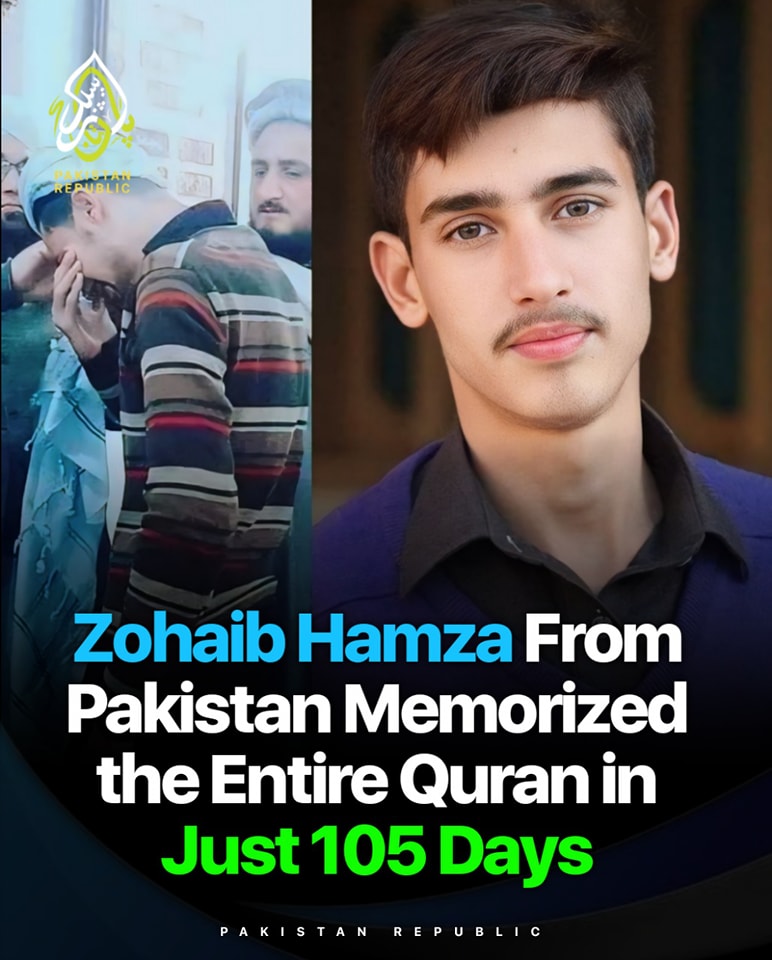 PAKISTAN
REPUBLIC
Zohaib Hamza From
Pakistan Memorized
the Entire Quran in
Just 105 Days
PAKISTAN REPUBLIC